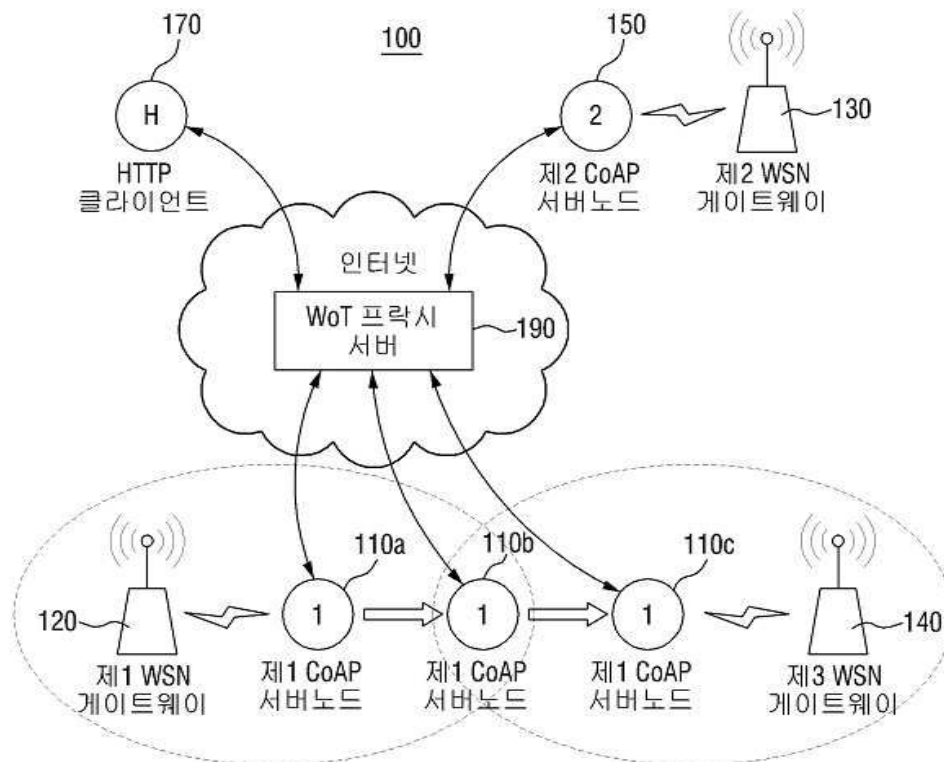 170
100
150
H
2
130
HTTP
클라이언트
제2 CoAP
서버노드
제2 WSN
게이트웨이
인터넷
WoT 프락시
서버
190
110a
110b
110c
120
1
1
1
140
제1 WSN
게이트웨이
제1 CoAP
서버노드
제1 CoAP
서버노드
제1 CoAP
서버노드
제3 WSN
게이트웨이